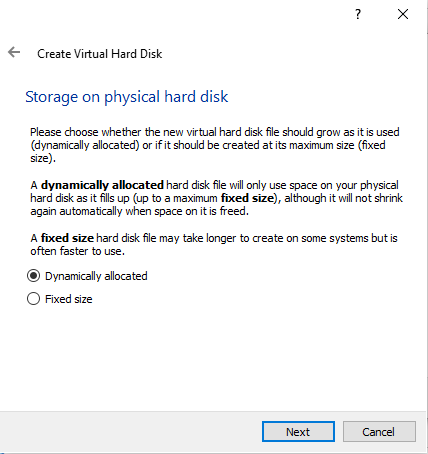 ?
Create Virtual Hard Disk
Storage on physical hard disk
Please choose whether the new virtual hard disk file should grow as it is used
(dynamically allocated) or if it should be created at its maximum size (fixed
size).
A dynamically allocated hard disk file will only use space on your physical
hard disk as it fills up (up to a maximum fixed size), although it will not shrink
again automatically when space on it is freed.
A fixed size hard disk file may take longer to create on some systems but is
often faster to use.
Dynamically allocated
Fixed size
Next
Cancel